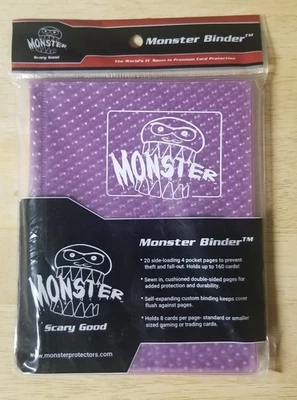 MONSTER
Scary Good
Monster Binder™
The World's #1 Sewn in Premium Card Protection
MONSTER
MONSTER
Scary Good
www.monsterprotectors.com
Monster Binder™
• 20 side-loading 4 pocket pages to prevent
theft and fall-out. Holds up to 160 cards!
• Sewn in, cushioned double-sided pages for
added protection and durability.
• Self-expanding custom binding keeps cover
flush against pages.
• Holds 8 cards per page- standard or smaller
sized gaming or trading cards.